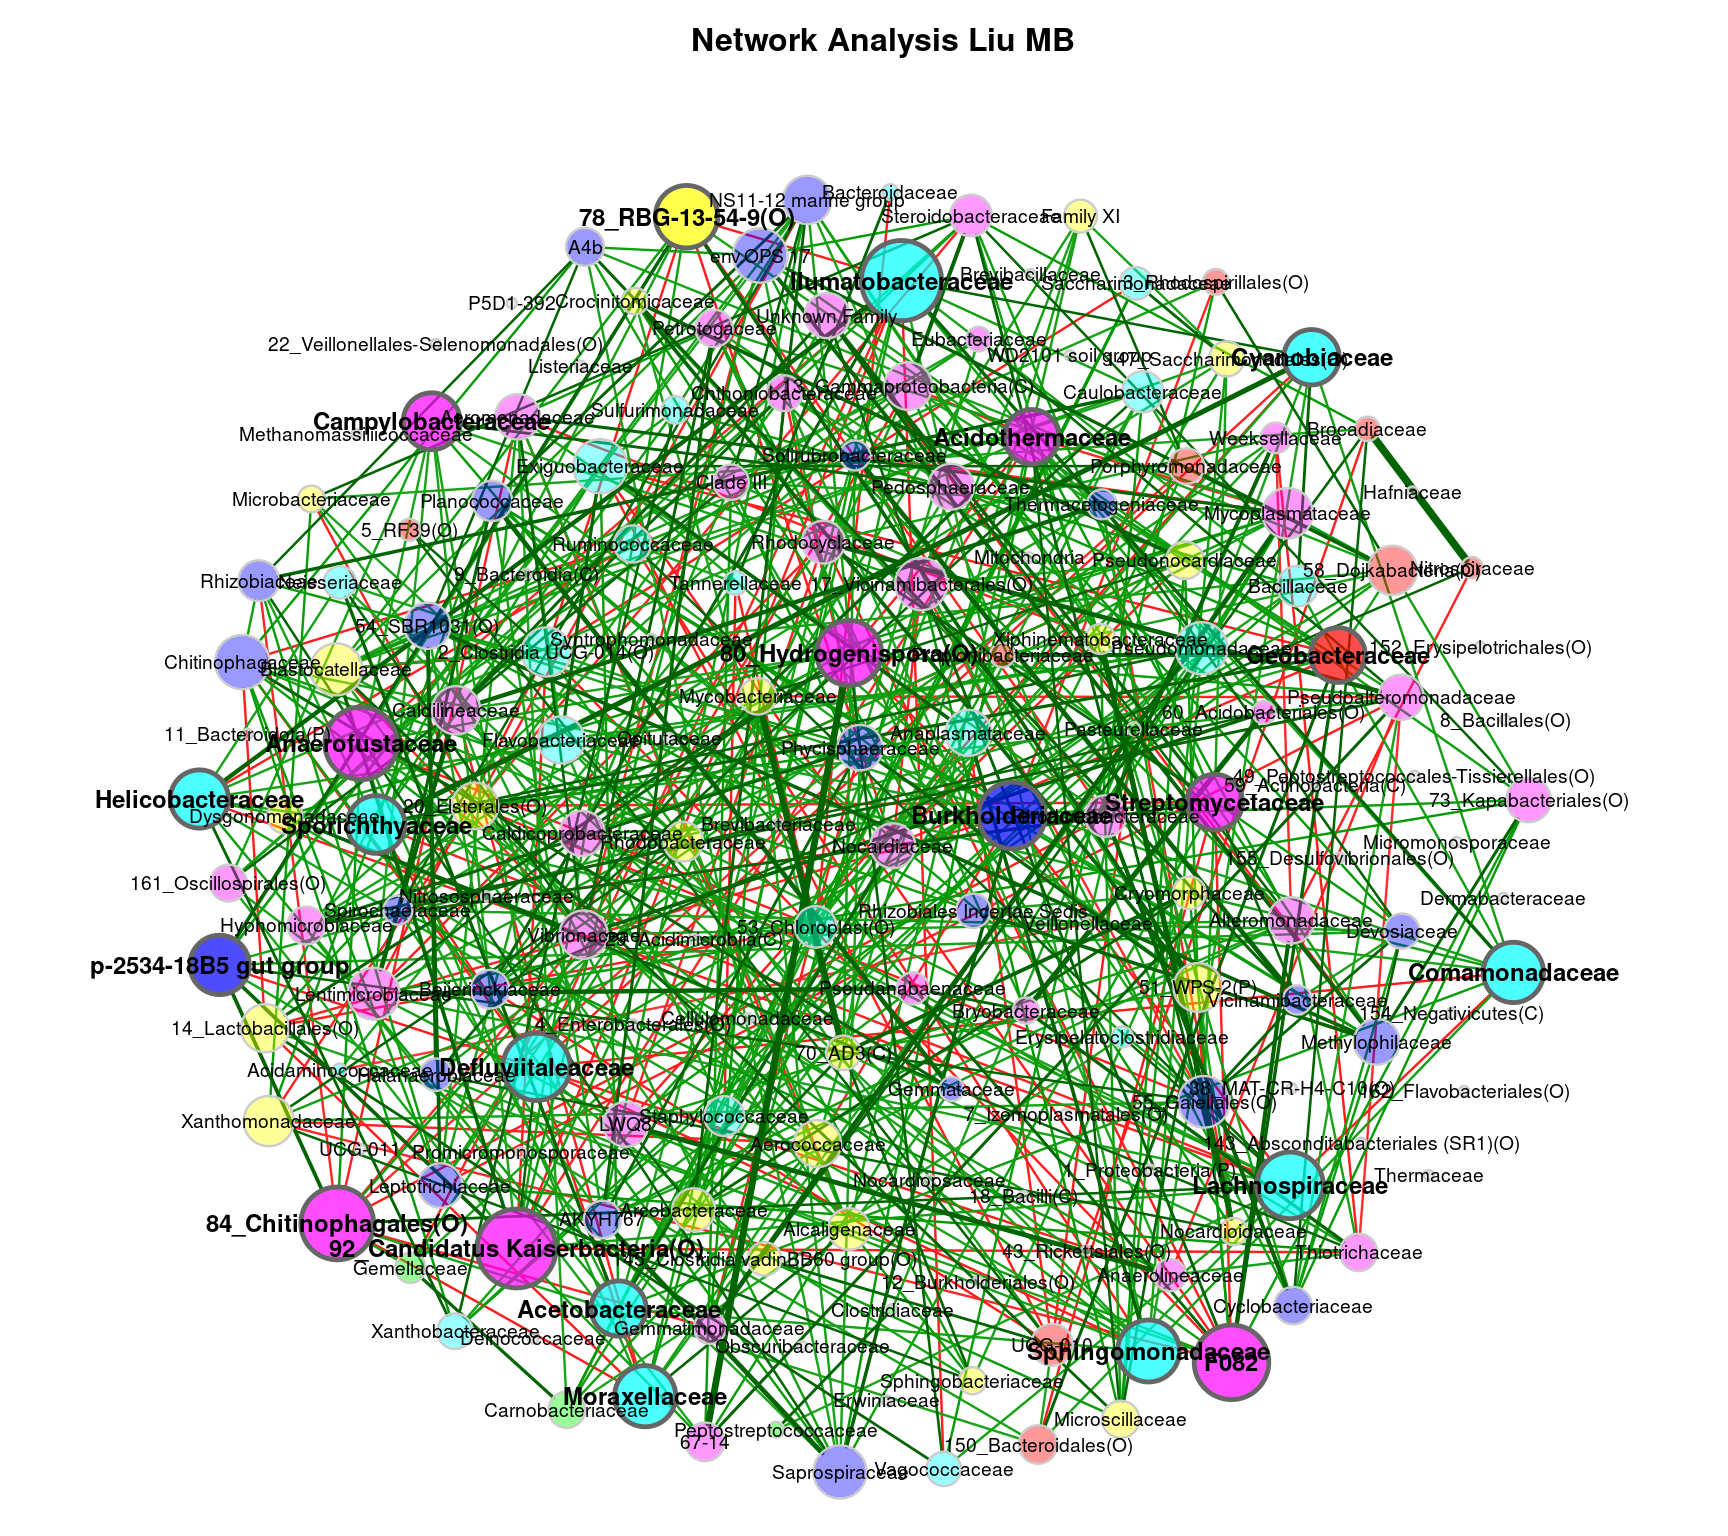 Network Analysis Liu MB
Bacteroidaceae
NS11-12 marine group
78_RBG-13-54-9(O)
Steroidobacteraceae
Family XI
A4b
env.OPS 17
Ilumatobacteraceae
Brevibacillaceae
Saccharimonadaceae
3_Rhodospirillales(O)
P5D1-392
Crocinitomicaceae
Unknown Family
Petrotogaceae
Eubacteriaceae
22_Veillonellales-Selenomonadales(O)
WD2101 soil group
147_Saccharimonadales(O)
Cyanobiaceae
Listeriaceae
Chthoniobacteraceae
13_Gammaproteobacteria(C)
Caulobacteraceae
Sulfurimonadaceae
Aeromonadaceae
Campylobacteraceae
Methanomassiliicoccaceae
Acidothermaceae
Weeksellaceae
Brocadiaceae
Solirubrobacteraceae
Exiguobacteraceae
Porphyromonadaceae
Clade III
Pedosphaeraceae
Hafniaceae
Microbacteriaceae
Planococcaceae
Thermacetogeniaceae
Mycoplasmataceae
5_RF39(O)
Ruminococcaceae
Rhodocyclaceae
Mitochondria
Pseudonocardiaceae
58_Dojkabacteria(P)
Nitrospiraceae
9_Bacteroidia(C)
Rhizobiaceae
Neisseriaceae
Tannerellaceae
17_Vicinamibacterales(O)
Bacillaceae
54_SBR1031(O)
Syntrophomonadaceae
Xiphinematobacteraceae
2_Clostridia UCG-014(O)
80_Hydrogenispora(O)
Pseudomonadaceae
Geobacteraceae
152_Erysipelotrichales(O)
Chitinophagaceae
Blastocatellaceae
Mycobacteriaceae
Pseudoalteromonadaceae
Caldilineaceae
60_Acidobacteriales(O)
8_Bacillales(O)
11_Bacteroidota(P)
Anaerofustaceae
Flavobacteriaceae
Opitutaceae
Phycisphaeraceae
Anaplasmataceae
Pasteurellaceae
49_Peptostreptococcales-Tissierellales(O)
59_Actinobacteria(C)
Helicobacteraceae
Dysgonomonadaceae
20_Elsterales(O)
Sporichthyaceae
Burkholderiaceae
Streptomycetaceae
73_Kapabacteriales(O)
Caldicoprobacteraceae
Brevibacteriaceae
Rhodobacteraceae
Nocardiaceae
Micromonosporaceae
155_Desulfovibrionales(O)
161_Oscillospirales(O)
Nitrososphaeraceae
Cryomorphaceae
Dermabacteraceae
Spirochaetaceae
Hyphomicrobiaceae
Rhizobiales Incertae Sedis
Veillonellaceae
Alteromonadaceae
Devosiaceae
53_Chloroplast(O)
Vibrionaceae
p-2534-18B5 gut group
Comamonadaceae
Lentimicrobiaceae
Beijerinckiaceae
Pseudanabaenaceae
51_WPS-2(P)
Vicinamibacteraceae
Bryobacteraceae
154_Negativicutes(C)
14_Lactobacillales(O)
4_Enterobacterales(O)
Cellulomonadaceae
Erysipelatoclostridiaceae
Methylophilaceae
70_AD3(C)
Defluviitaleaceae
Acidaminococcaceae
Halanaerobiaceae
Gemmataceae
162_Flavobacteriales(O)
55_Gaiellales(O)
7_Izemoplasmatales(O)
Xanthomonadaceae
LWQ8
Staphylococcaceae
Aerococcaceae
143_Absconditabacteriales (SR1)(O)
UCG-011
Promicromonosporaceae
1_Proteobacteria(P)
Thermaceae
Leptotrichiaceae
Nocardiopsaceae
Lachnospiraceae
18_Bacilli(C)
84_Chitinophagales(O)
AKYH767
Arcobacteraceae
Alcaligenaceae
Nocardioidaceae
92_Candidatus Kaiserbacteria(O)
43_Rickettsiales(O)
Thiotrichaceae
Gemellaceae
145_Clostridia vadinBB60 group(O)
Anaerolineaceae
12_Burkholderiales(O)
Acetobacteraceae
Clostridiaceae
Cyclobacteriaceae
Xanthobacteraceae
Deinococcaceae
Gemmatimonadaceae
Obscuribacteraceae
UCG-010
Sphingomonadaceae
F082
Sphingobacteriaceae
Moraxellaceae
Erwiniaceae
Carnobacteriaceae
Microscillaceae
Peptostreptococcaceae
67-14
150_Bacteroidales(O)
Saprospiraceae
Vagococcaceae